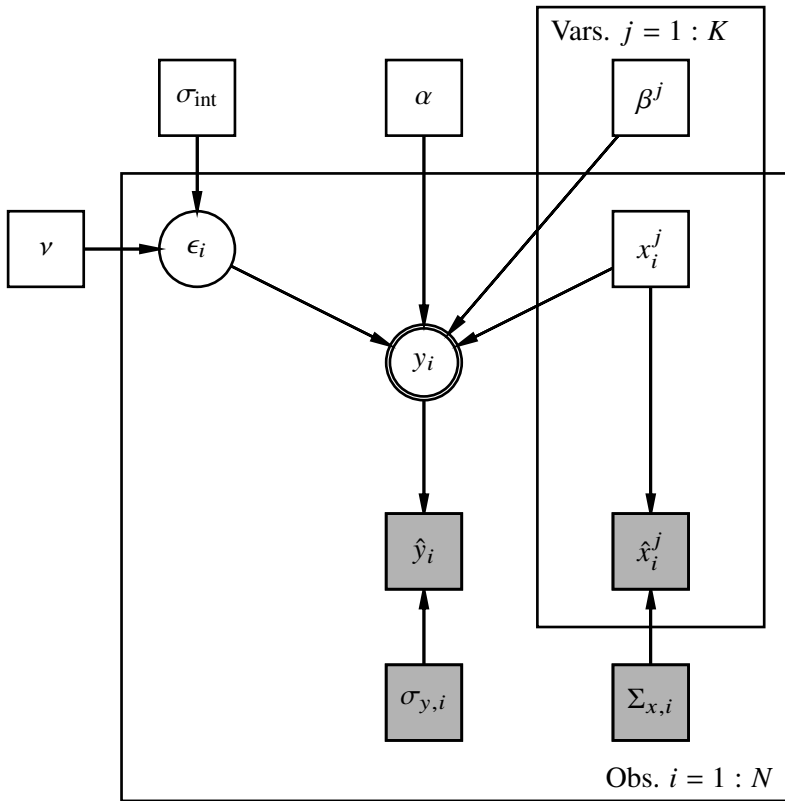 Vars. j = 1 : K
σ_int
α
β^j
ν
ϵ_i
x_i^j
y_i
ŷ_i
x̂_i^j
σ_{y,i}
Σ_{x,i}
Obs. i = 1 : N